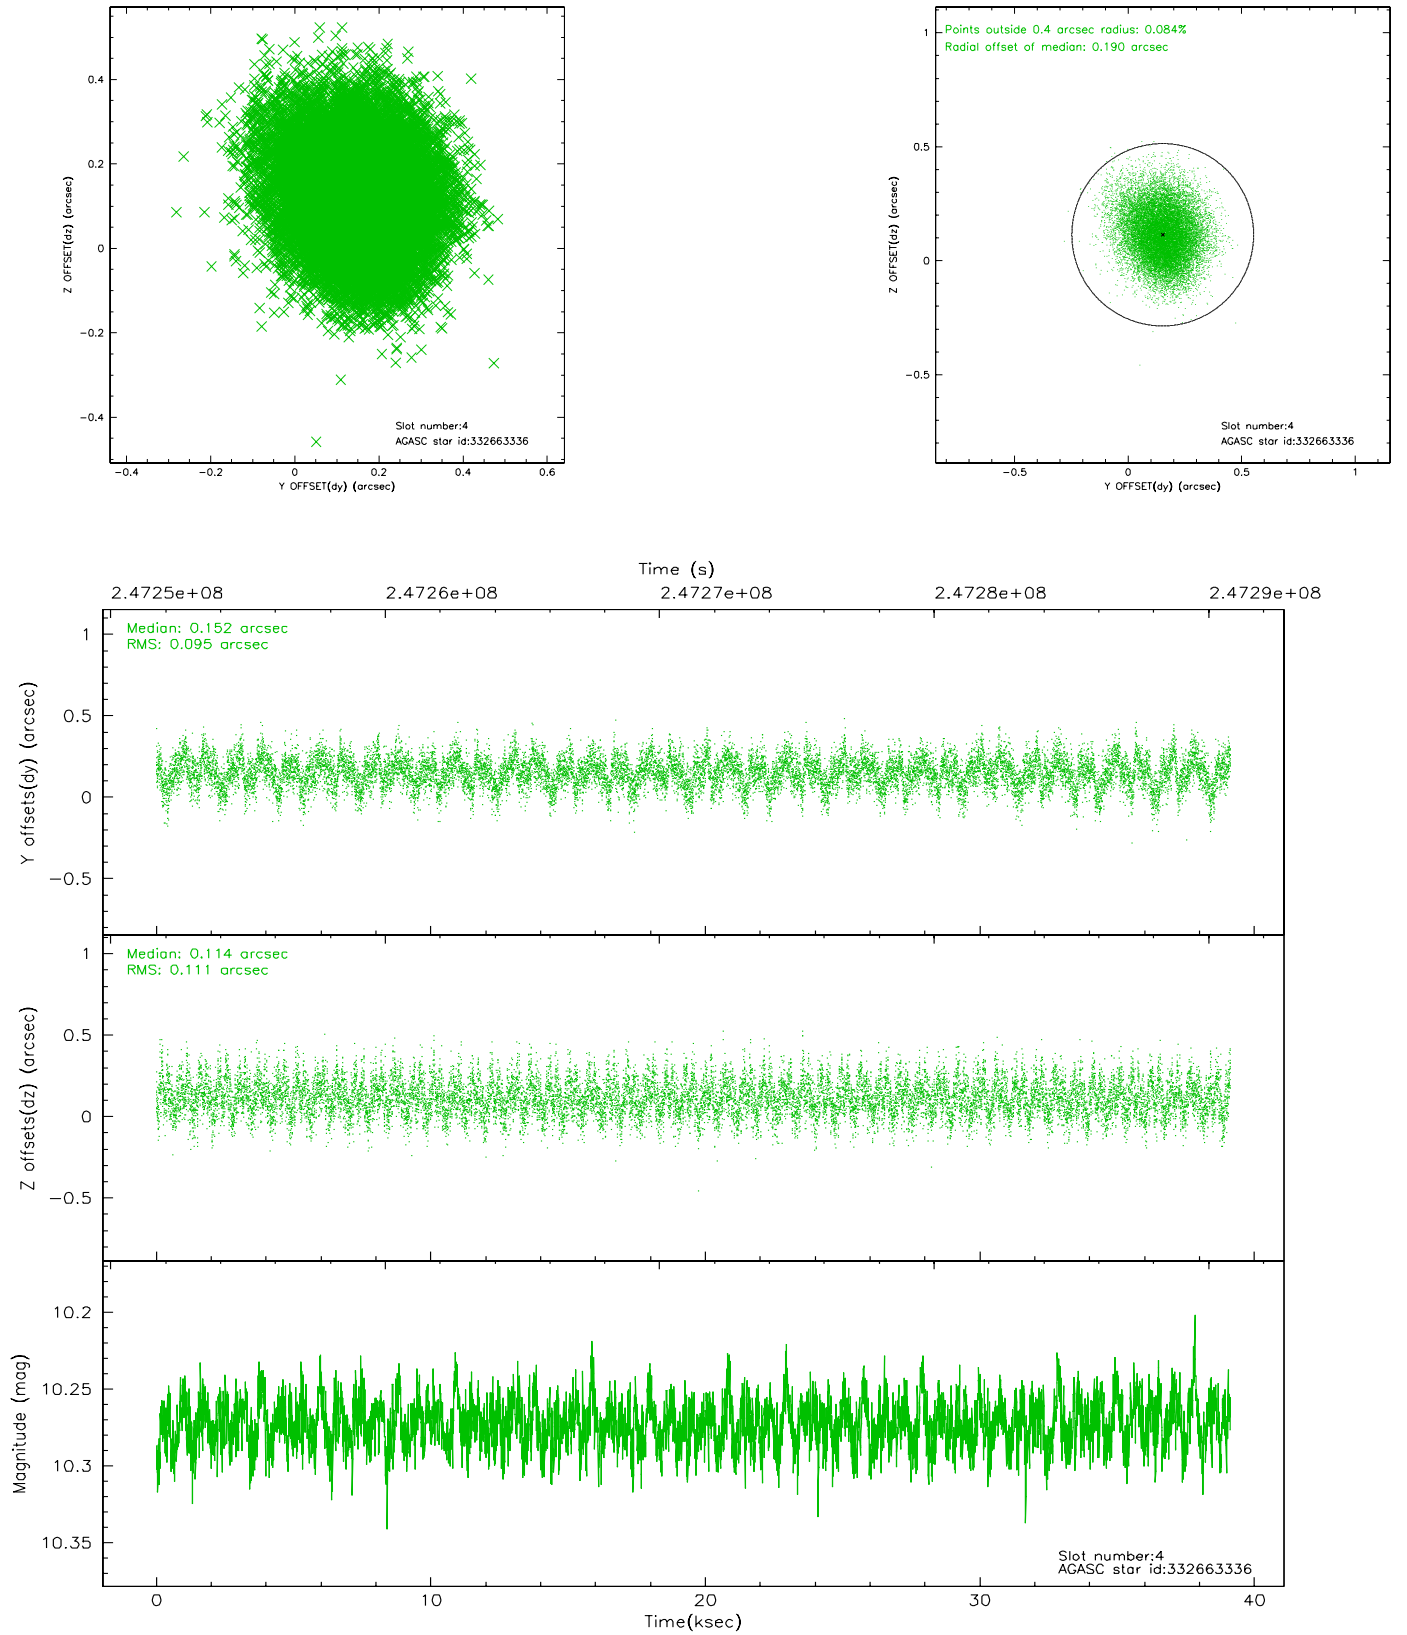 0.4
0.2
0
-0.2
-0.4
Z OFFSET(dz) (arcsec)
Slot number:4
AGASC star id:332663336
-0.4 -0.2 0 0.2 0.4 0.6
Y OFFSET(dy) (arcsec)
Points outside 0.4 arcsec radius: 0.084%
Radial offset of median: 0.190 arcsec
1
0.5
0
-0.5
Z OFFSET(dz) (arcsec)
Slot number:4
AGASC star id:332663336
-0.5 0 0.5 1
Y OFFSET(dy) (arcsec)
Time (s)
2.4725e+08 2.4726e+08 2.4727e+08 2.4728e+08 2.4729e+08
Median: 0.152 arcsec
RMS: 0.095 arcsec
1
0.5
0
-0.5
Y offsets(dy) (arcsec)
Median: 0.114 arcsec
RMS: 0.111 arcsec
1
0.5
0
-0.5
Z offsets(dz) (arcsec)
10.2
10.25
10.3
10.35
Magnitude (mag)
Slot number:4
AGASC star id:332663336
0 10 20 30 40
Time(ksec)